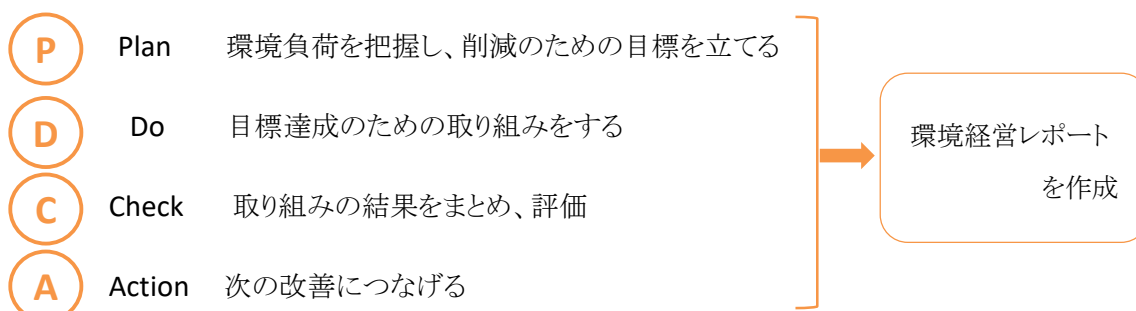 P Plan 環境負荷を把握し、削減のための目標を立てる
D Do 目標達成のための取り組みをする
C Check 取り組みの結果をまとめ、評価
A Action 次の改善につなげる
環境経営レポート
を作成